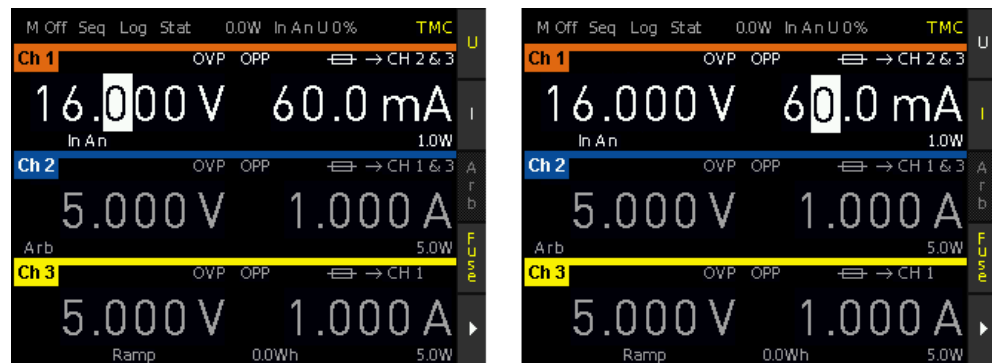 M Off Seq Log Stat 0.0W In An U 0% TMC
U
Ch 1 OVP OPP → CH 2 & 3
16.000 V 60.0 mA
I
In An 1.0W
Ch 2 OVP OPP → CH 1 & 3
Arb
5.000 V 1.000 A
Arb 5.0W
Fuse
Ch 3 OVP OPP → CH 1
5.000 V 1.000 A
Ramp 0.0Wh 5.0W
M Off Seq Log Stat 0.0W In An U 0% TMC
U
Ch 1 OVP OPP → CH 2 & 3
16.000 V 60.0 mA
I
In An 1.0W
Ch 2 OVP OPP → CH 1 & 3
Arb
5.000 V 1.000 A
Arb 5.0W
Fuse
Ch 3 OVP OPP → CH 1
5.000 V 1.000 A
Ramp 0.0Wh 5.0W